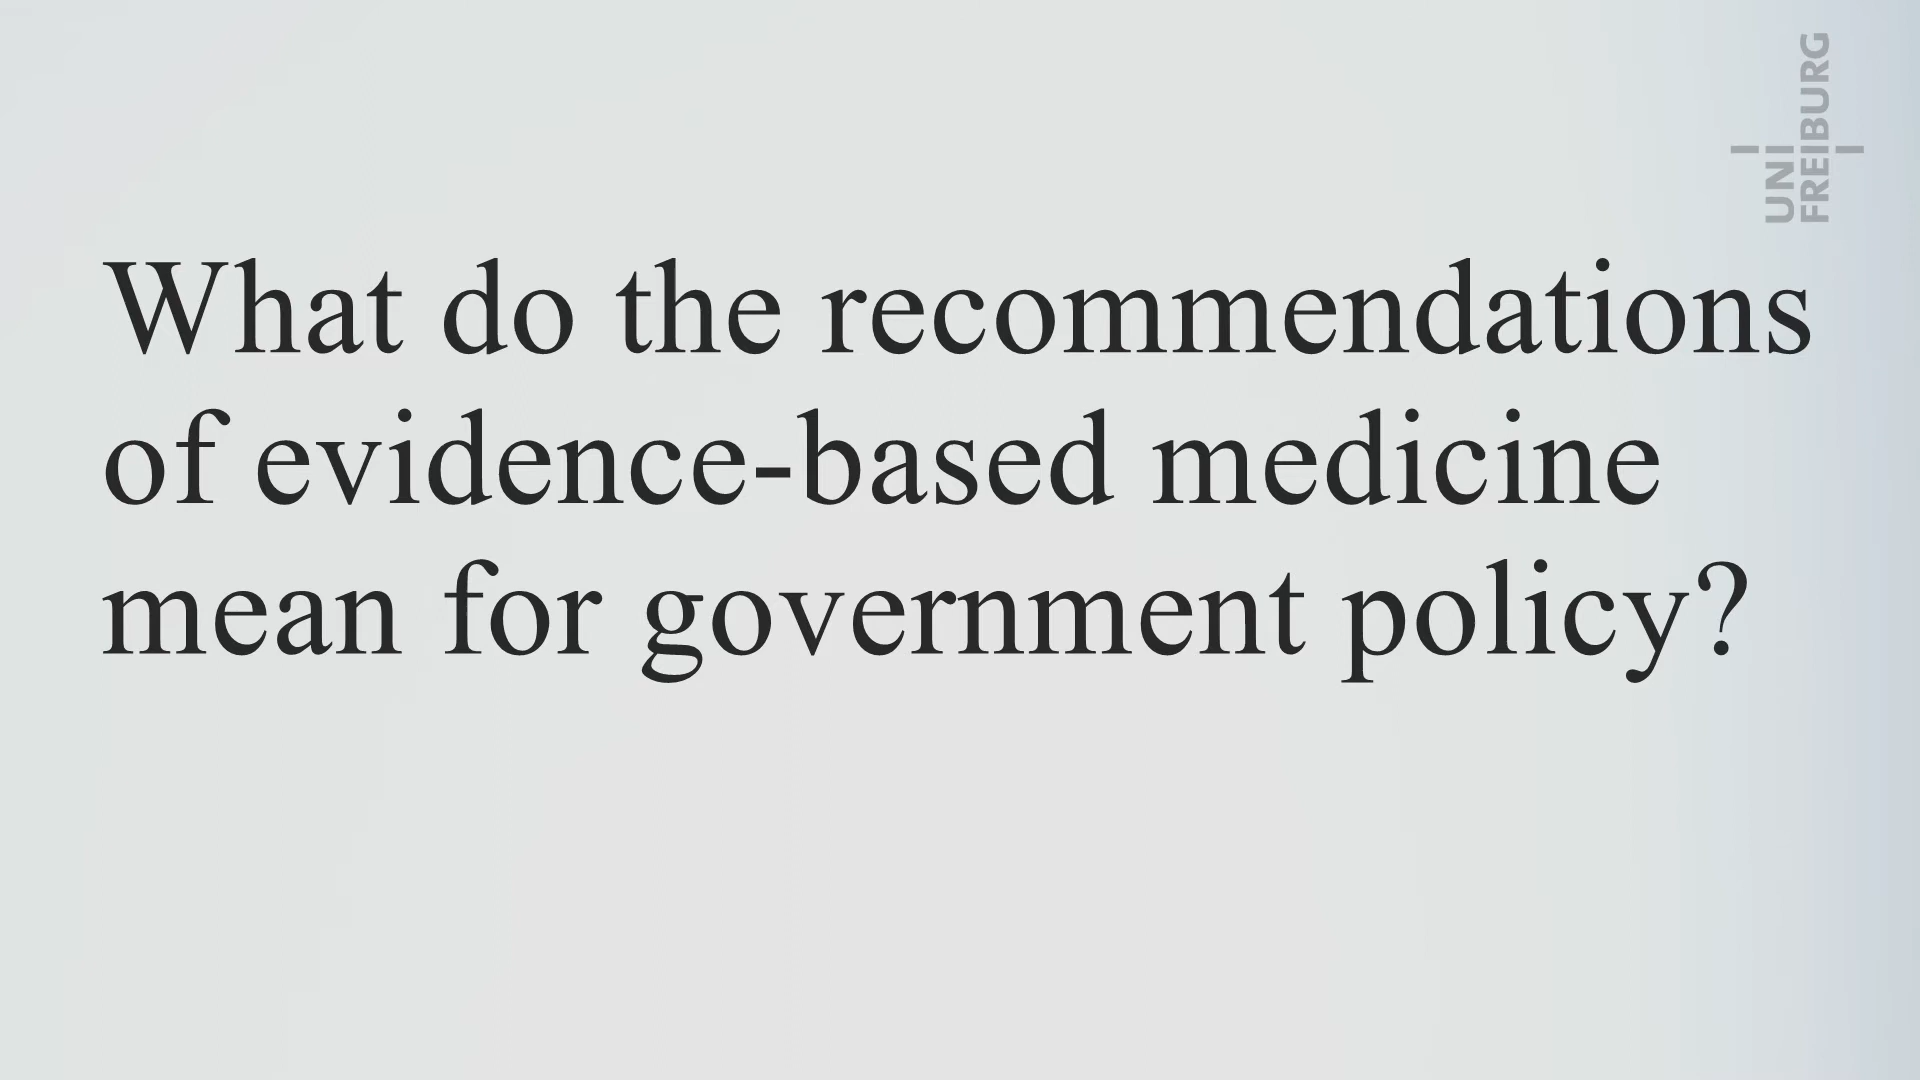 UNI
FREIBURG
What do the recommendations
of evidence-based medicine
mean for government policy?